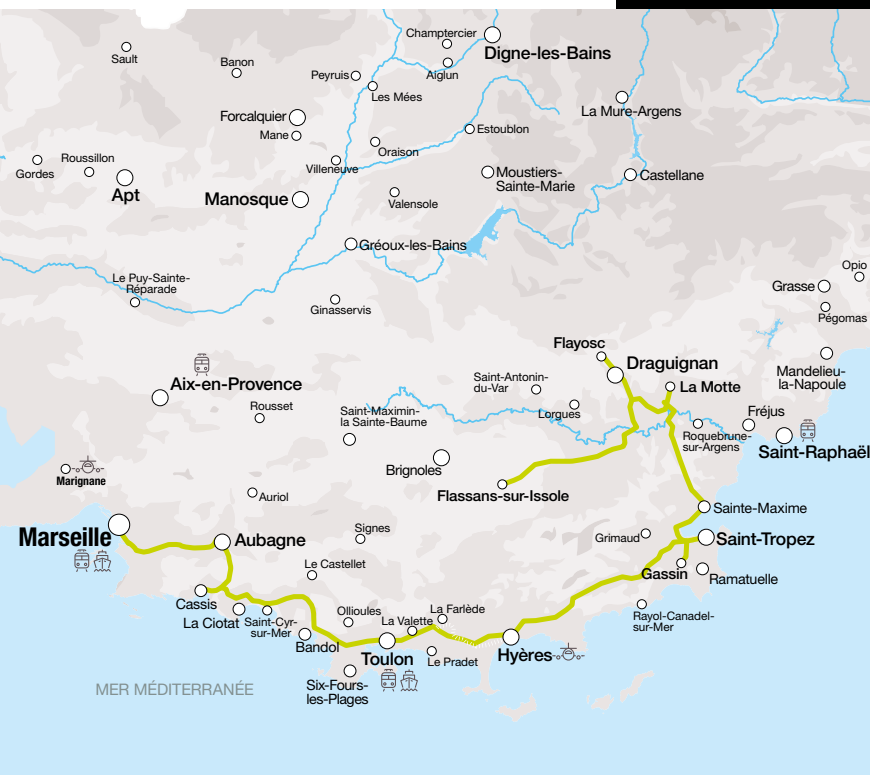 Champtercier
Digne-les-Bains
Sault
Banon
Peyruis
Aiglun
Les Mées
La Mure-Argens
Forcalquier
Mane
Estoublon
Oraison
Roussillon
Gordes
Villeneuve
Apt
Manosque
Moustiers-
Sainte-Marie
Castellane
Valensole
Gréoux-les-Bains
Opio
Le Puy-Sainte-
Réparade
Grasse
Ginasservis
Pégomas
Flayosc
Draguignan
Mandelieu-
la-Napoule
Aix-en-Provence
Saint-Antonin-
du-Var
La Motte
Rousset
Saint-Maximin-
la Sainte-Baume
Lorgues
Fréjus
Roquebrune-
sur-Argens
Saint-Raphaël
Brignoles
Marignane
Flassans-sur-Issole
Auriol
Sainte-Maxime
Marseille
Aubagne
Signes
Grimaud
Saint-Tropez
Le Castellet
Gassin
Ramatuelle
Cassis
La Ciotat
Saint-Cyr-
sur-Mer
Ollioules
La Valette
La Farlède
Rayol-Canadel-
sur-Mer
Bandol
Toulon
Le Pradet
Hyères
Six-Fours-
les-Plages
MER MÉDITERRANÉE